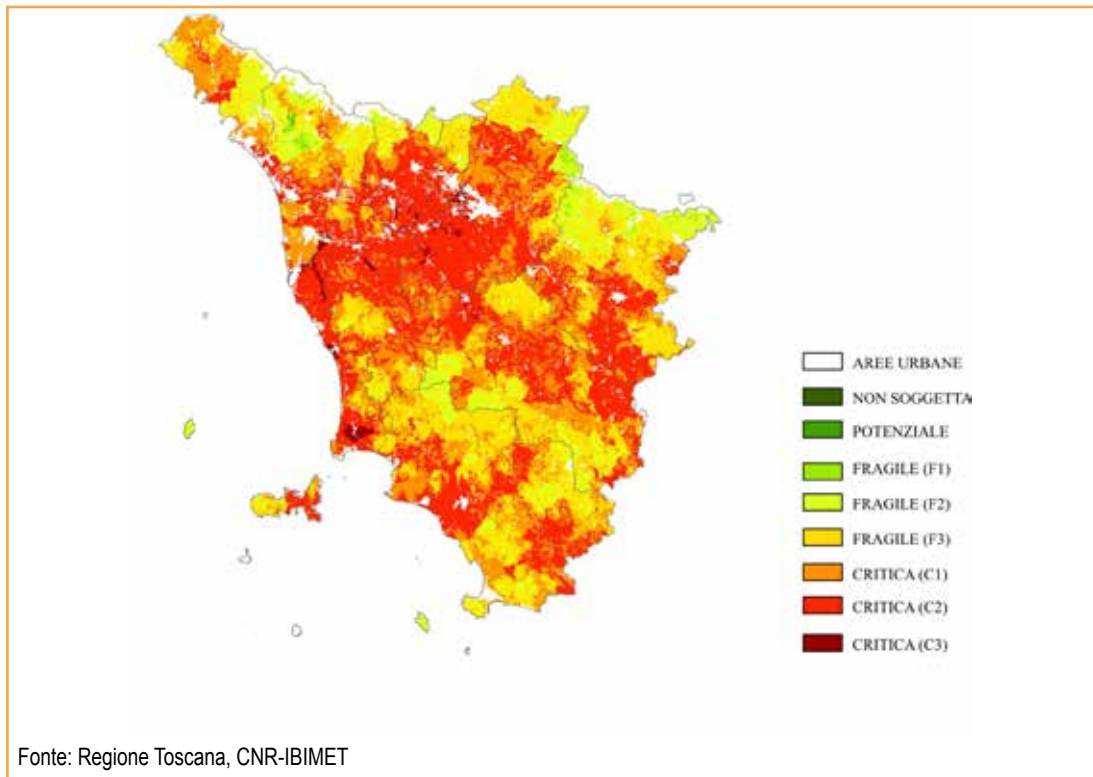 AREE URBANE
NON SOGGETTA
POTENZIALE
FRAGILE (F1)
FRAGILE (F2)
FRAGILE (F3)
CRITICA (C1)
CRITICA (C2)
CRITICA (C3)
Fonte: Regione Toscana, CNR-IBIMET